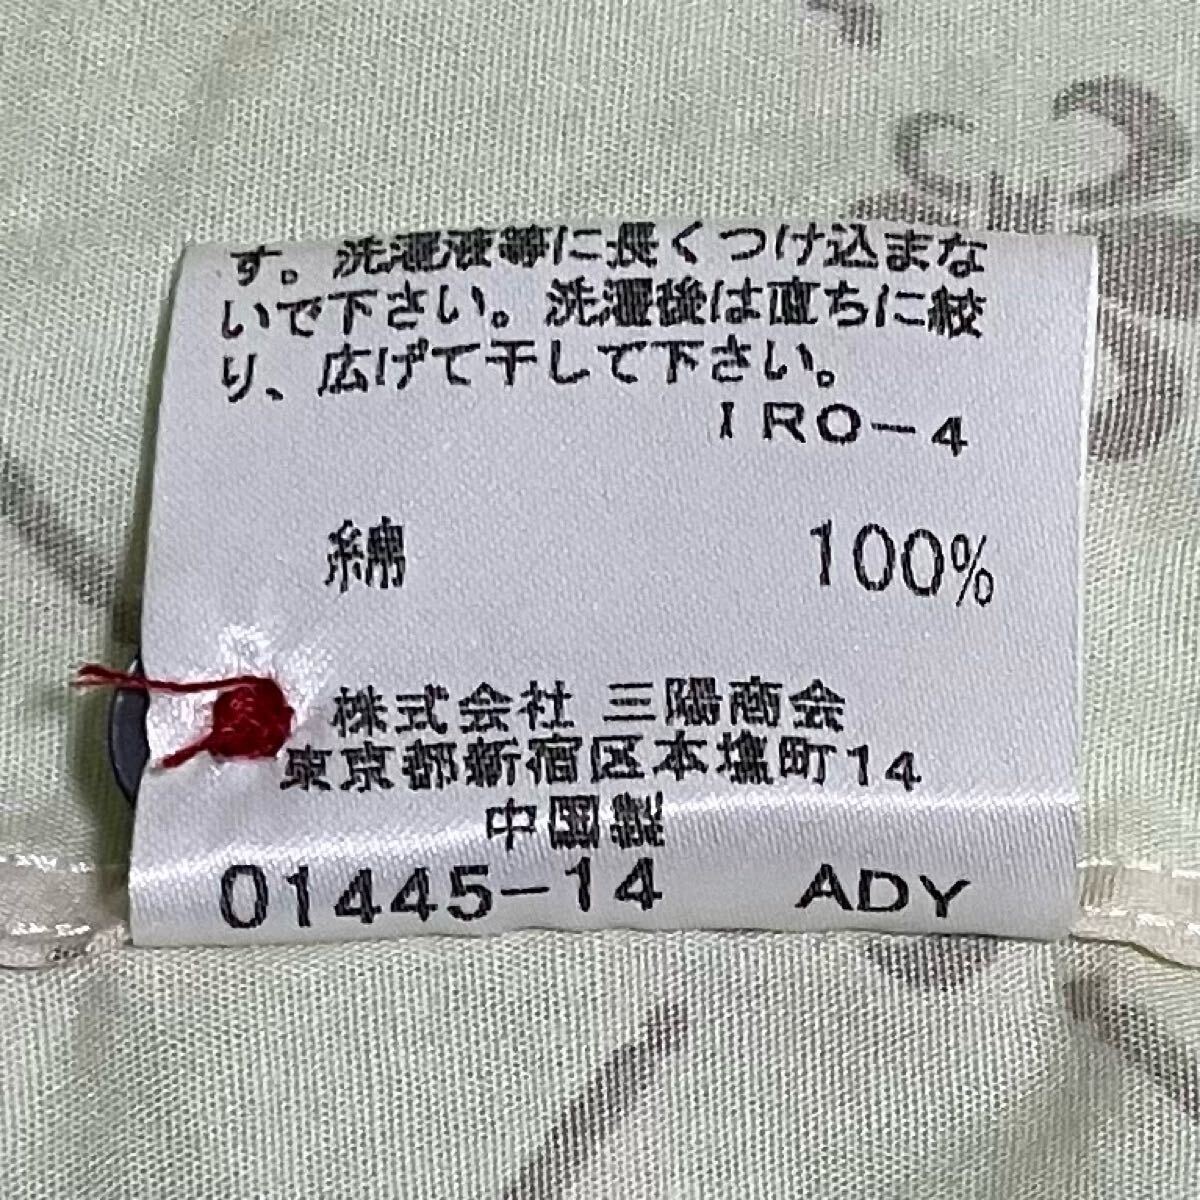 す。洗濯液等に長くつけ込まな
いで下さい。洗濯後は直ちに絞
り、広げて干して下さい。
IRO-4
綿 100%
株式会社 三陽商会
東京都新宿区本塩町14
中国製
01445-14 ADY